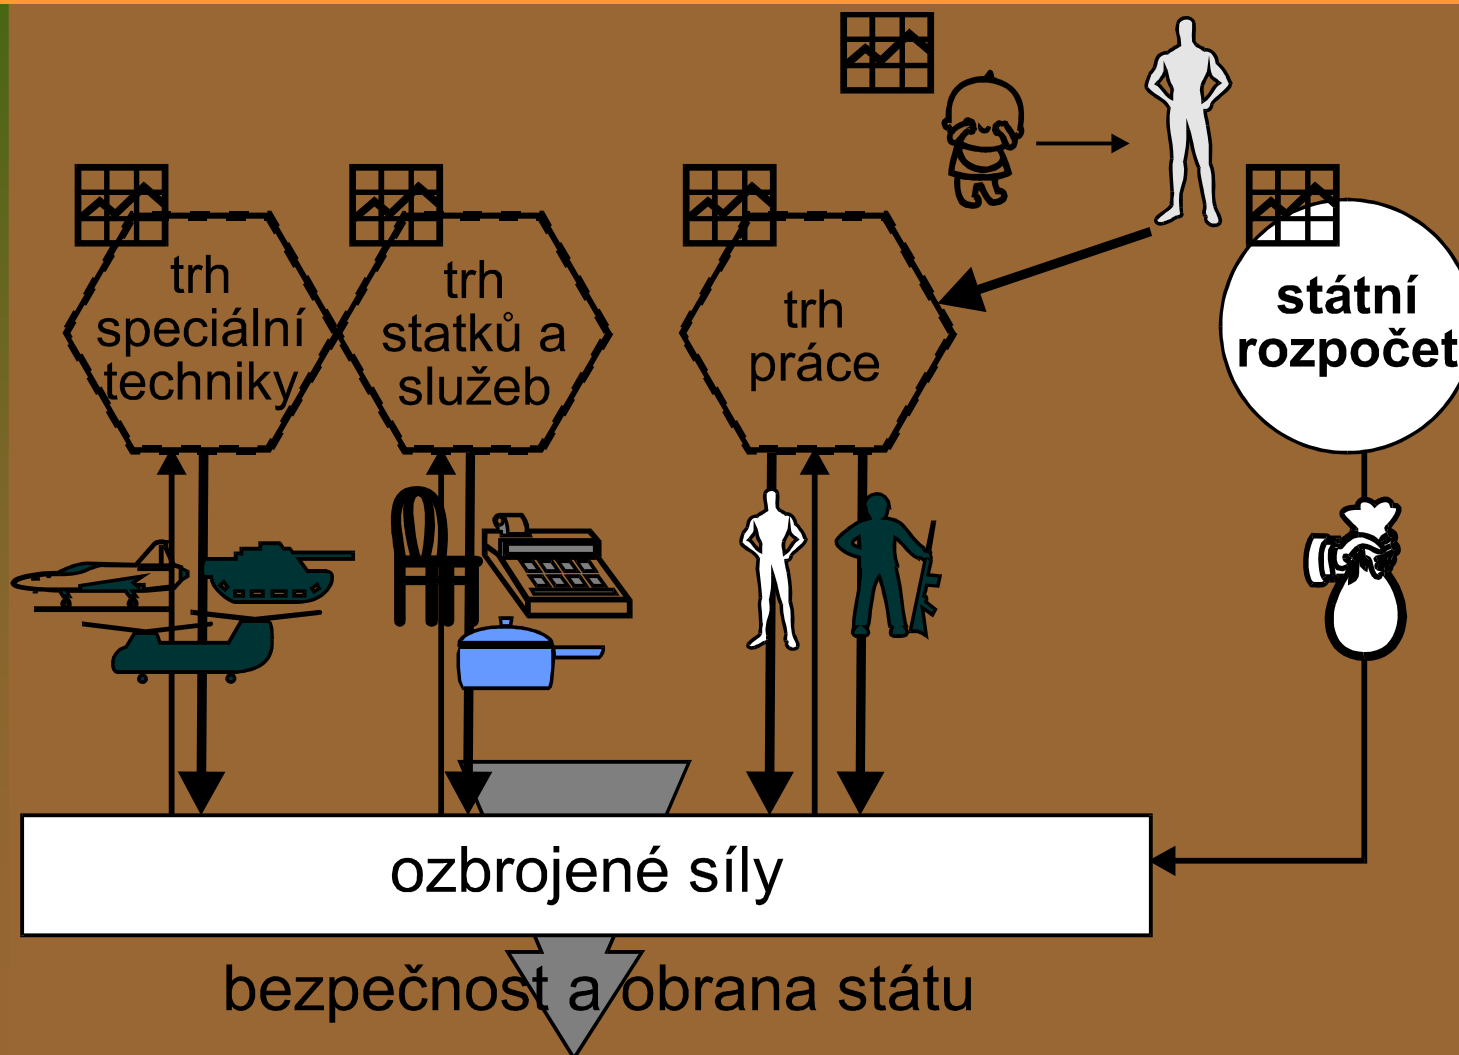 trh
speciální
techniky
trh
statků a
služeb
trh
práce
státní
rozpočet
ozbrojené síly
bezpečnost a obrana státu